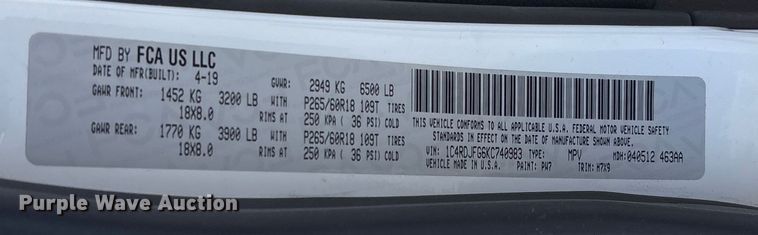 MFD BY FCA US LLC
DATE OF MFR(BUILT): 4-19 GVWR: 2949 KG 6500 LB
GAWR FRONT: 1452 KG 3200 LB WITH P265/60R18 109T TIRES
18X8.0 RIMS AT 250 KPA ( 36 PSI) COLD
GAWR REAR: 1770 KG 3900 LB WITH P265/60R18 109T TIRES
18X8.0 RIMS AT 250 KPA ( 36 PSI) COLD
THIS VEHICLE CONFORMS TO ALL APPLICABLE U.S.A. FEDERAL MOTOR VEHICLE SAFETY
STANDARDS IN EFFECT ON THE DATE OF MANUFACTURE SHOWN ABOVE.
VIN: 1C4RDJFG6KC740983 TYPE: MPV MDH: 040512 463AA
VEHICLE MADE IN U.S.A. PAINT: PW7 TRIM: H7X9
Purple Wave Auction